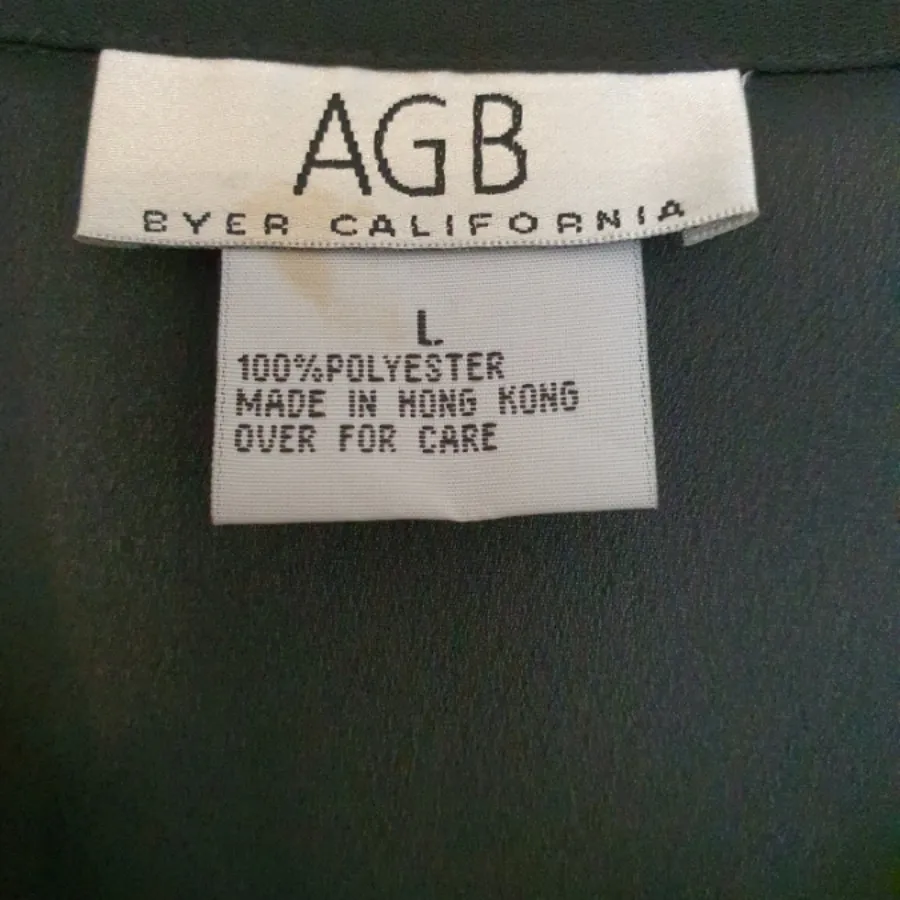 AGB
BYER CALIFORNIA
L
100%POLYESTER
MADE IN HONG KONG
OVER FOR CARE